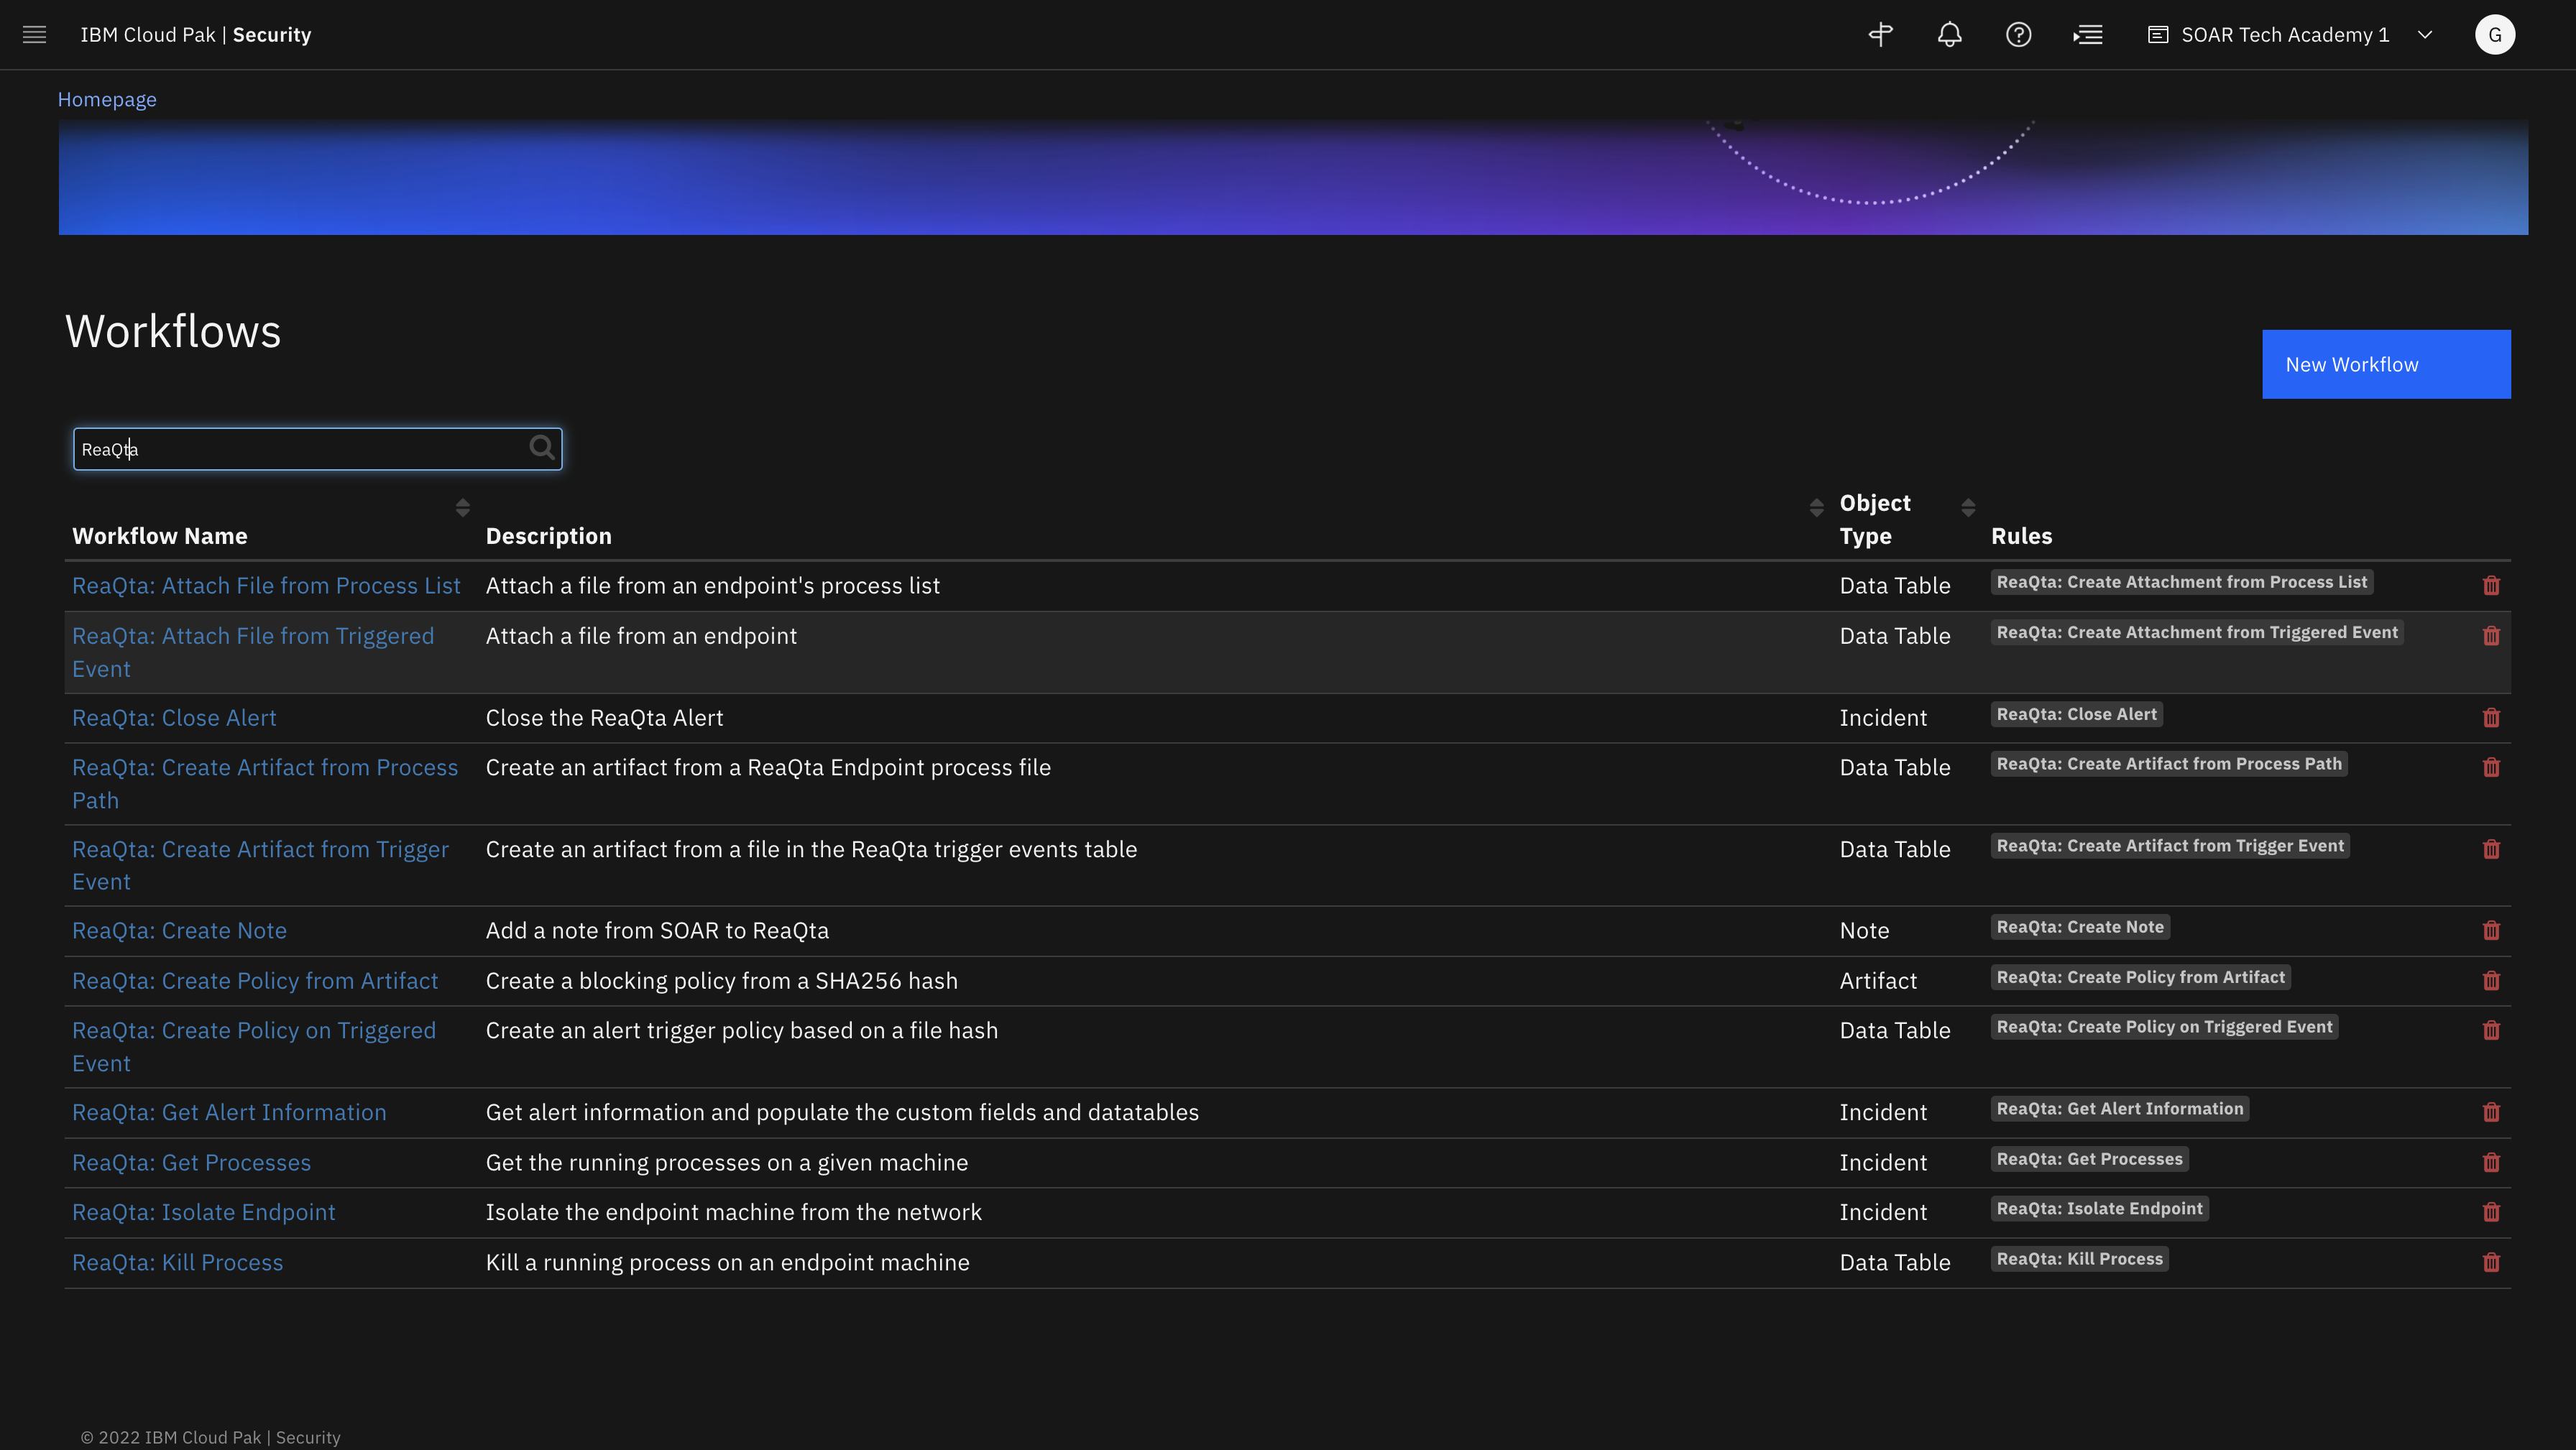 IBM Cloud Pak | Security
SOAR Tech Academy 1
G
Homepage
Workflows
New Workflow
ReaQta
Workflow Name
Description
Object
Type
Rules
ReaQta: Attach File from Process List
Attach a file from an endpoint's process list
Data Table
ReaQta: Create Attachment from Process List
ReaQta: Attach File from Triggered
Event
Attach a file from an endpoint
Data Table
ReaQta: Create Attachment from Triggered Event
ReaQta: Close Alert
Close the ReaQta Alert
Incident
ReaQta: Close Alert
ReaQta: Create Artifact from Process
Path
Create an artifact from a ReaQta Endpoint process file
Data Table
ReaQta: Create Artifact from Process Path
ReaQta: Create Artifact from Trigger
Event
Create an artifact from a file in the ReaQta trigger events table
Data Table
ReaQta: Create Artifact from Trigger Event
ReaQta: Create Note
Add a note from SOAR to ReaQta
Note
ReaQta: Create Note
ReaQta: Create Policy from Artifact
Create a blocking policy from a SHA256 hash
Artifact
ReaQta: Create Policy from Artifact
ReaQta: Create Policy on Triggered
Event
Create an alert trigger policy based on a file hash
Data Table
ReaQta: Create Policy on Triggered Event
ReaQta: Get Alert Information
Get alert information and populate the custom fields and datatables
Incident
ReaQta: Get Alert Information
ReaQta: Get Processes
Get the running processes on a given machine
Incident
ReaQta: Get Processes
ReaQta: Isolate Endpoint
Isolate the endpoint machine from the network
Incident
ReaQta: Isolate Endpoint
ReaQta: Kill Process
Kill a running process on an endpoint machine
Data Table
ReaQta: Kill Process
© 2022 IBM Cloud Pak | Security